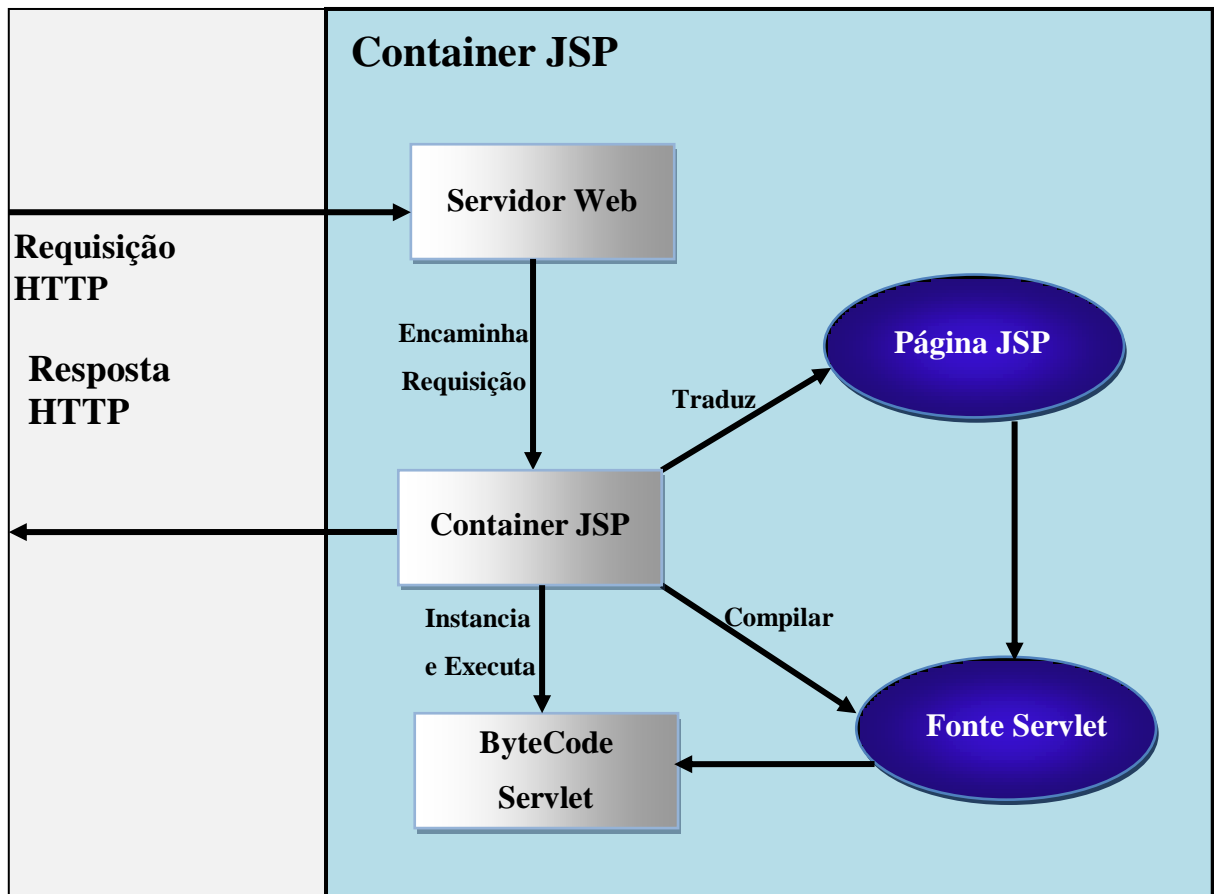 Container JSP
Servidor Web
Requisição
HTTP
Encaminha
Requisição
Página JSP
Resposta
HTTP
Traduz
Container JSP
Instancia
e Executa
Compilar
Fonte Servlet
ByteCode
Servlet